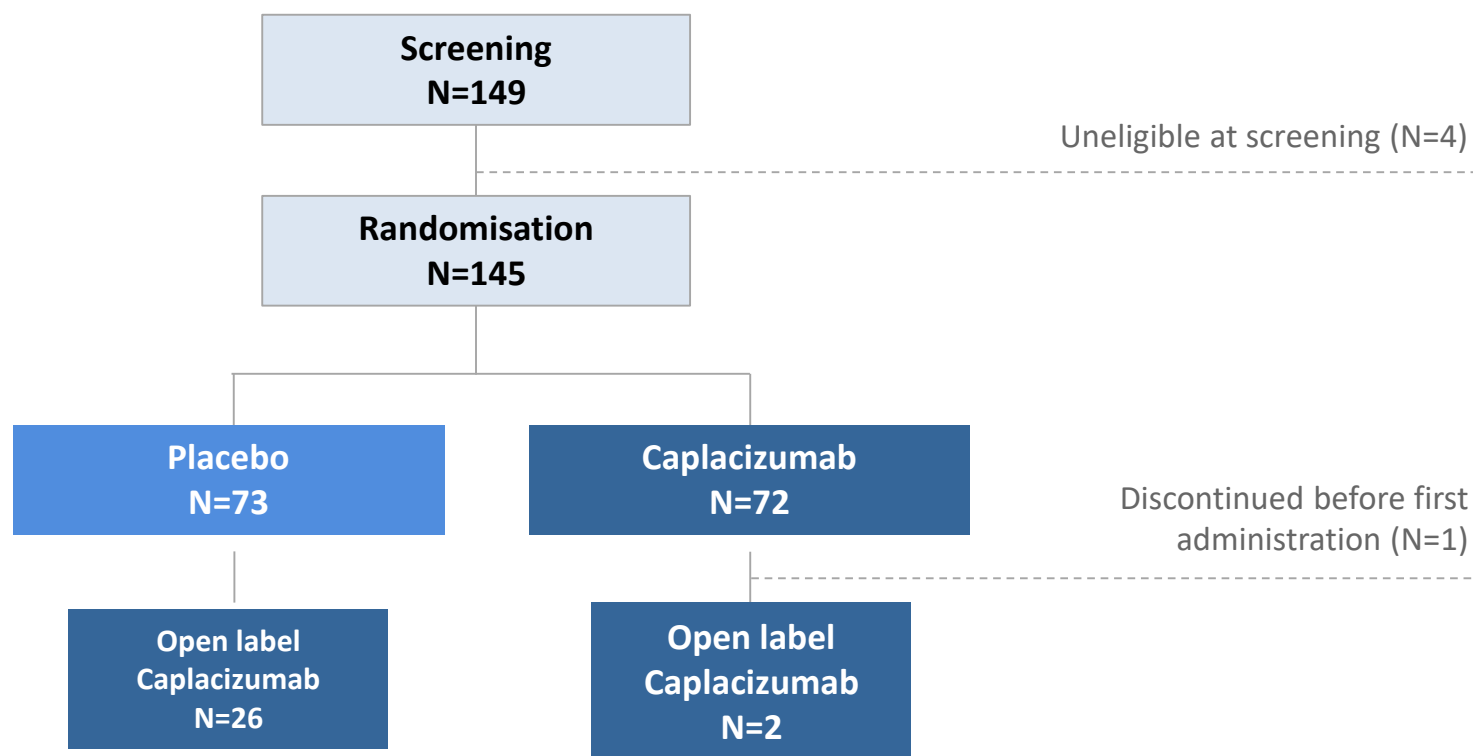 Screening
N=149
Uneligible at screening (N=4)
Randomisation
N=145
Placebo
N=73
Caplacizumab
N=72
Discontinued before first
administration (N=1)
Open label
Caplacizumab
N=26
Open label
Caplacizumab
N=2